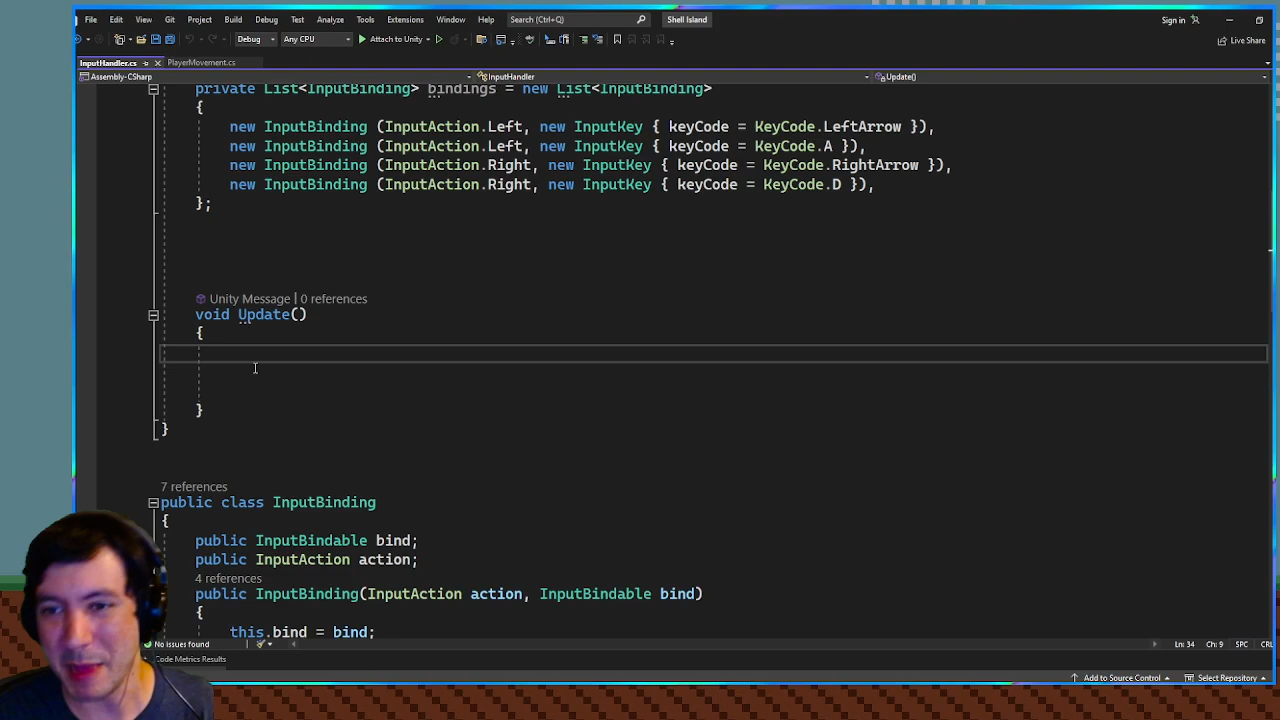 File Edit View Git Project Build Debug Test Analyze Tools Extensions Window Help Search (Ctrl+Q) Shell Island Sign in
Debug Any CPU Attach to Unity Live Share
InputHandler.cs PlayerMovement.cs
Assembly-CSharp InputHandler Update()
private List<InputBinding> bindings = new List<InputBinding>
{
new InputBinding (InputAction.Left, new InputKey { keyCode = KeyCode.LeftArrow }),
new InputBinding (InputAction.Left, new InputKey { keyCode = KeyCode.A }),
new InputBinding (InputAction.Right, new InputKey { keyCode = KeyCode.RightArrow }),
new InputBinding (InputAction.Right, new InputKey { keyCode = KeyCode.D }),
};
Unity Message | 0 references
void Update()
{
}
}
7 references
public class InputBinding
{
public InputBindable bind;
public InputAction action;
4 references
public InputBinding(InputAction action, InputBindable bind)
{
this.bind = bind;
No issues found Ln: 34 Ch: 9 SPC CRL
Code Metrics Results
Add to Source Control Select Repository